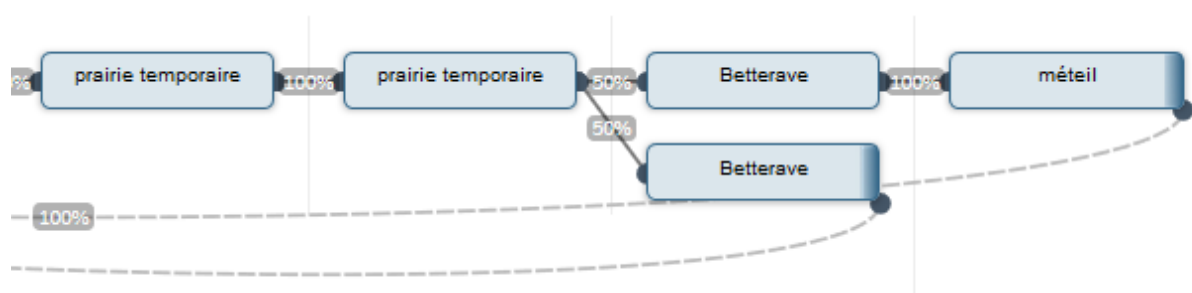 % prairie temporaire 100% prairie temporaire 50% Betterave 100% méteil
50%
Betterave
100%